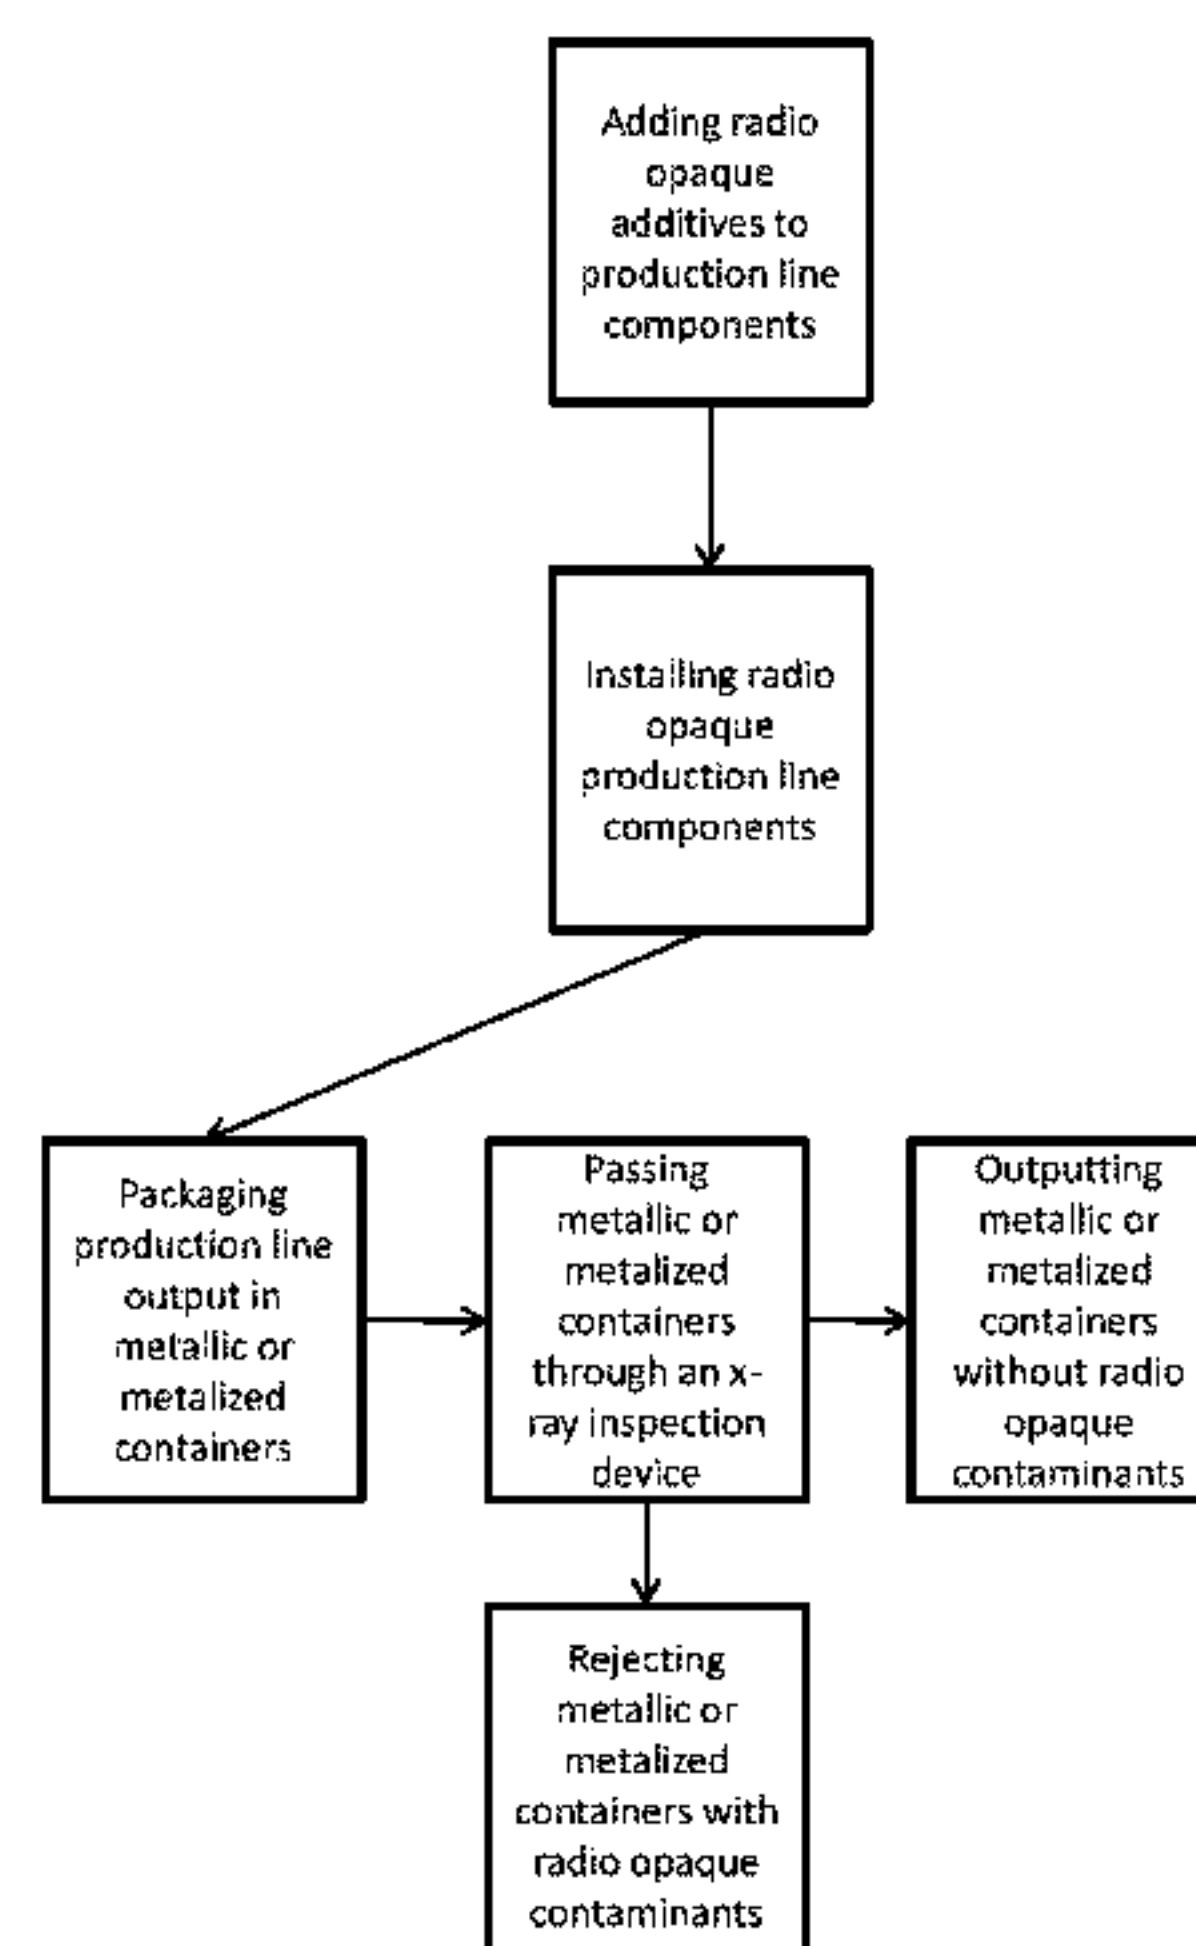 Adding radio
opaque
additives to
production line
components
Installing radio
opaque
production line
components
Packaging
production line
output in
metallic or
metalized
containers
Passing
metallic or
metalized
containers
through an x-
ray inspection
device
Outputting
metallic or
metalized
containers
without radio
opaque
contaminants
Rejecting
metallic or
metalized
containers with
radio opaque
contaminants